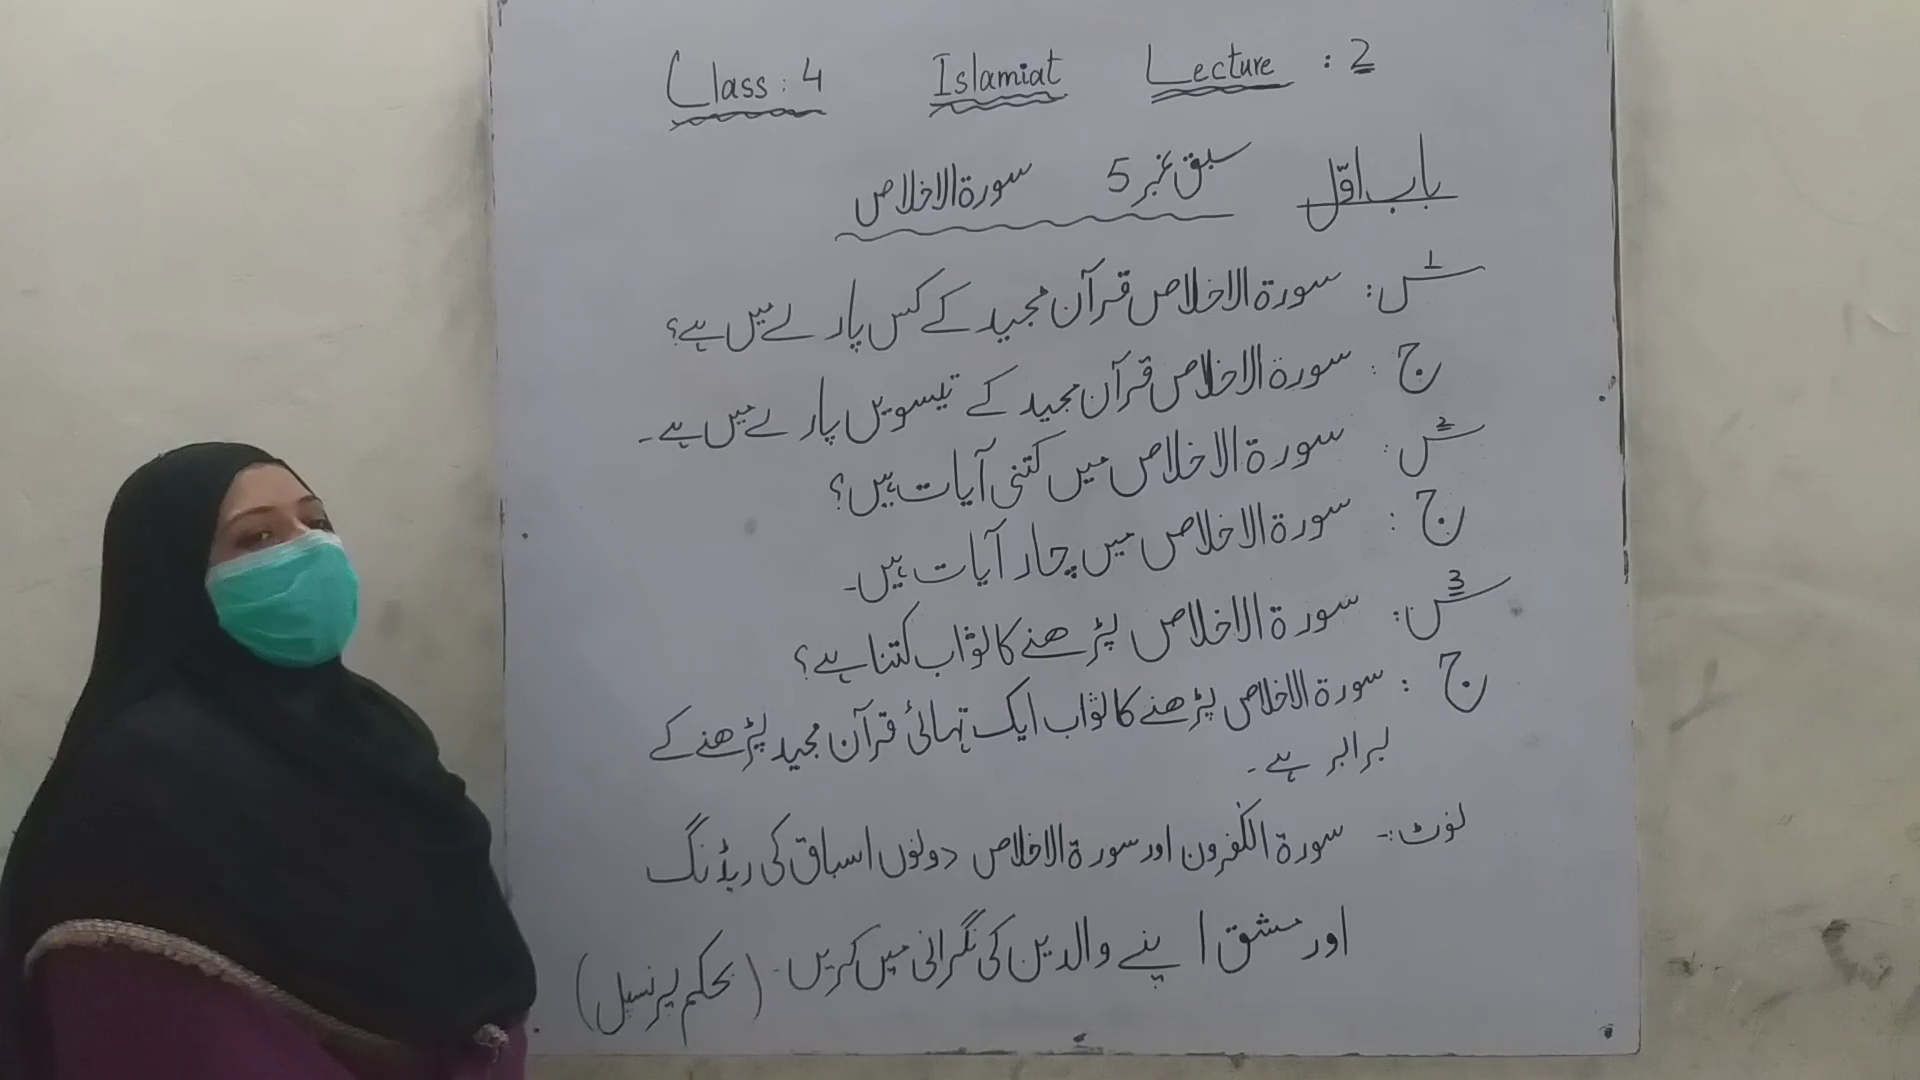 Class : 4 Islamiat Lecture : 2
باب اوّل سبق نمبر 5 سورۃ الاخلاص
س1: سورۃ الاخلاص قرآن مجید کے کس پارے میں ہے؟
ج : سورۃ الاخلاص قرآن مجید کے تیسویں پارے میں ہے۔
س2: سورۃ الاخلاص میں کتنی آیات ہیں؟
ج : سورۃ الاخلاص میں چار آیات ہیں۔
س3: سورۃ الاخلاص پڑھنے کا ثواب کتنا ہے؟
ج : سورۃ الاخلاص پڑھنے کا ثواب ایک تہائی قرآن مجید پڑھنے کے
برابر ہے۔
نوٹ:- سورۃ الکٰفرون اور سورۃ الاخلاص دونوں اسباق کی ریڈنگ
اور مشق اپنے والدین کی نگرانی میں کریں۔ (بحکم پرنسپل)